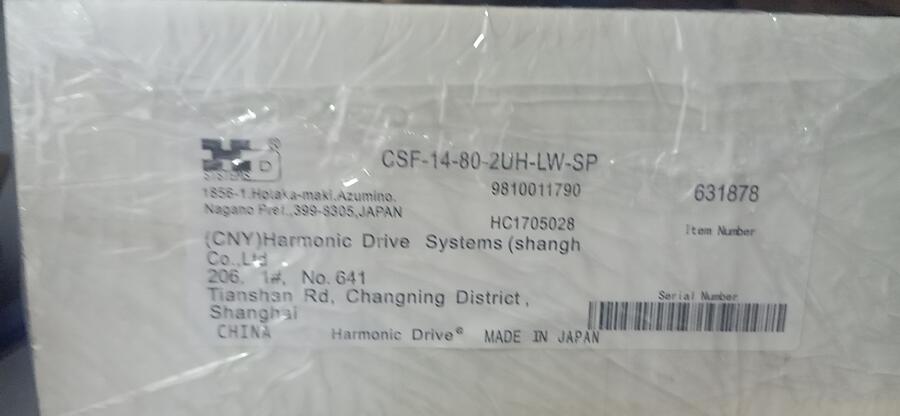 HD ®
SYSTEMS
CSF-14-80-2UH-LW-SP
9810011790
631878
1856-1.Hotaka-maki.Azumino.
Nagano Pref.,399-8305,JAPAN
HC1705028
Item Number
(CNY)Harmonic Drive Systems(shangh
Co.,Ltd
206, 1#, No.641
Tianshan Rd, Changning District,
Shanghai
Serial Number
CHINA
Harmonic Drive®
MADE IN JAPAN